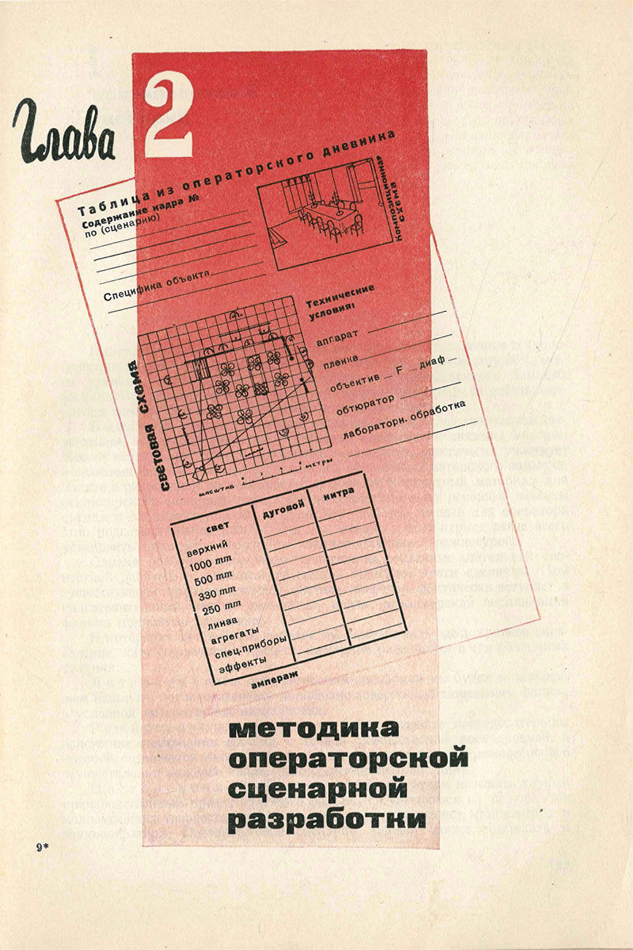 Глава 2
Таблица из операторского дневника
Содержание кадра №
по (сценарию)
Специфика объекта
композиционная
схема
световая схема
масштаб
метры
Технические
условия:
аппарат
пленка
объектив F диаф
обтюратор
лабораторн. обработка
свет дуговой нитра
верхний
1000 mm
500 mm
330 mm
250 mm
линза
агрегаты
спец.приборы
эффекты
ампераж
методика
операторской
сценарной
разработки
9*